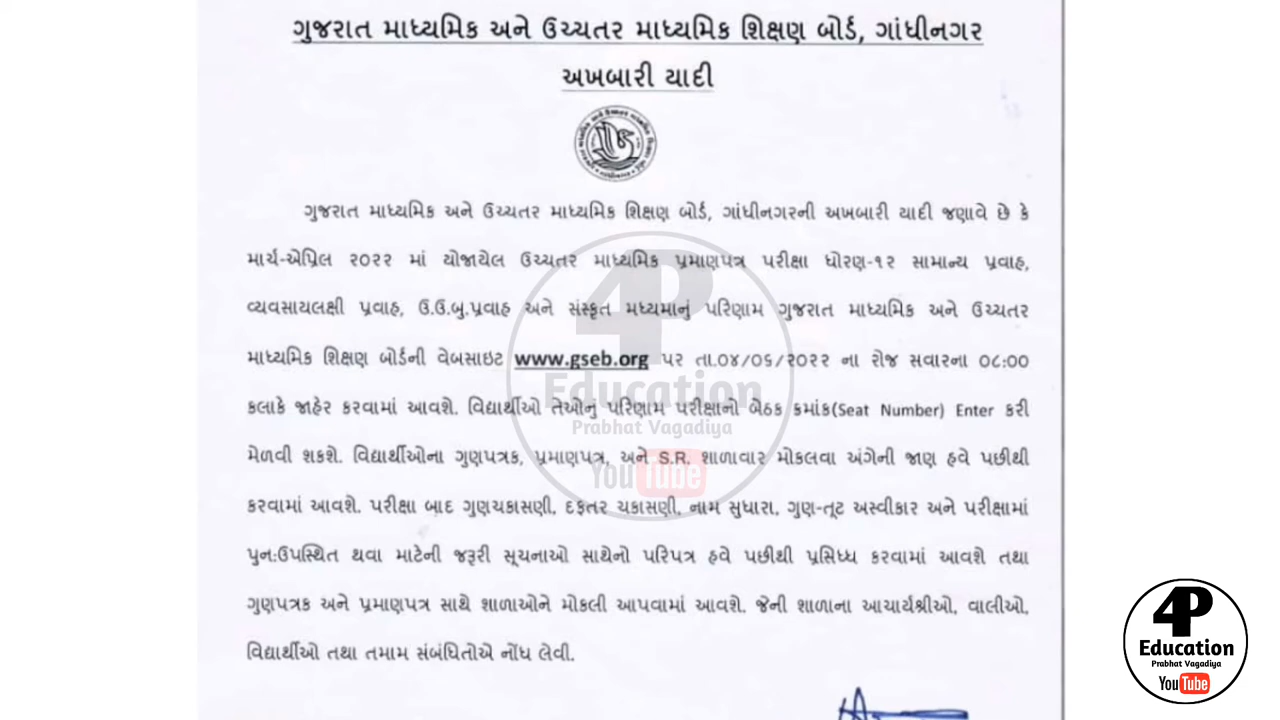 ગુજરાત માધ્યમિક અને ઉચ્ચતર માધ્યમિક શિક્ષણ બોર્ડ, ગાંધીનગર
અખબારી યાદી
ગુજરાત માધ્યમિક અને ઉચ્ચતર માધ્યમિક શિક્ષણ બોર્ડ, ગાંધીનગરની અખબારી યાદી જણાવે છે કે
માર્ચ-એપ્રિલ ૨૦૨૨ માં યોજાયેલ ઉચ્ચતર માધ્યમિક પ્રમાણપત્ર પરીક્ષા ધોરણ-૧૨ સામાન્ય પ્રવાહ,
વ્યવસાયલક્ષી પ્રવાહ, ઉ.ઉ.બુ.પ્રવાહ અને સંસ્કૃત મધ્યમાનું પરિણામ ગુજરાત માધ્યમિક અને ઉચ્ચતર
માધ્યમિક શિક્ષણ બોર્ડની વેબસાઇટ www.gseb.org પર તા.૦૪/૦૬/૨૦૨૨ ના રોજ સવારના ૦૮:૦૦
કલાકે જાહેર કરવામાં આવશે. વિદ્યાર્થીઓ તેઓનું પરિણામ પરીક્ષાનો બેઠક ક્માંક(Seat Number) Enter કરી
મેળવી શકશે. વિદ્યાર્થીઓના ગુણપત્રક, પ્રમાણપત્ર, અને S.R. શાળાવાર મોકલવા અંગેની જાણ હવે પછીથી
કરવામાં આવશે. પરીક્ષા બાદ ગુણચકાસણી, દફતર ચકાસણી, નામ સુધારા, ગુણ-તૂટ અસ્વીકાર અને પરીક્ષામાં
પુન:ઉપસ્થિત થવા માટેની જરૂરી સૂચનાઓ સાથેનો પરિપત્ર હવે પછીથી પ્રસિધ્ધ કરવામાં આવશે તથા
ગુણપત્રક અને પ્રમાણપત્ર સાથે શાળાઓને મોકલી આપવામાં આવશે. જેની શાળાના આચાર્યશ્રીઓ, વાલીઓ,
વિદ્યાર્થીઓ તથા તમામ સંબંધિતોએ નોંધ લેવી.
4P
Education
Prabhat Vagadiya
YouTube
4P
Education
Prabhat Vagadiya
YouTube